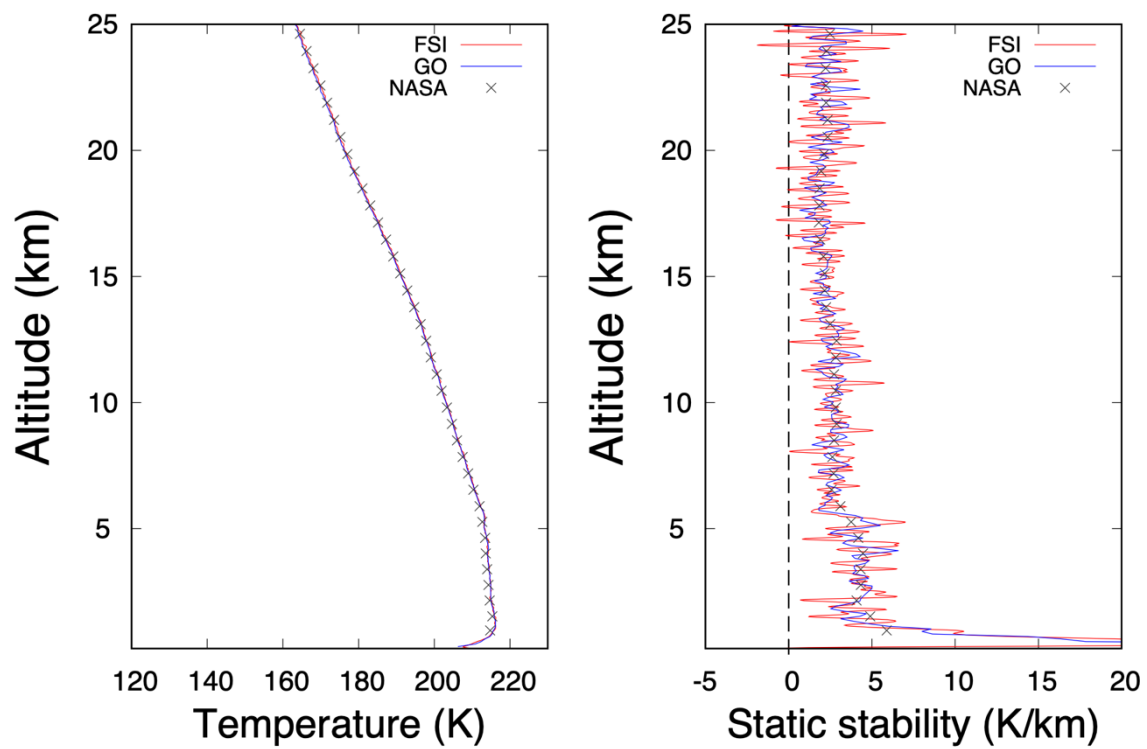 25
20
15
10
5
Altitude (km)
FSI
GO
NASA
120 140 160 180 200 220
Temperature (K)
25
20
15
10
5
Altitude (km)
FSI
GO
NASA
-5 0 5 10 15 20
Static stability (K/km)